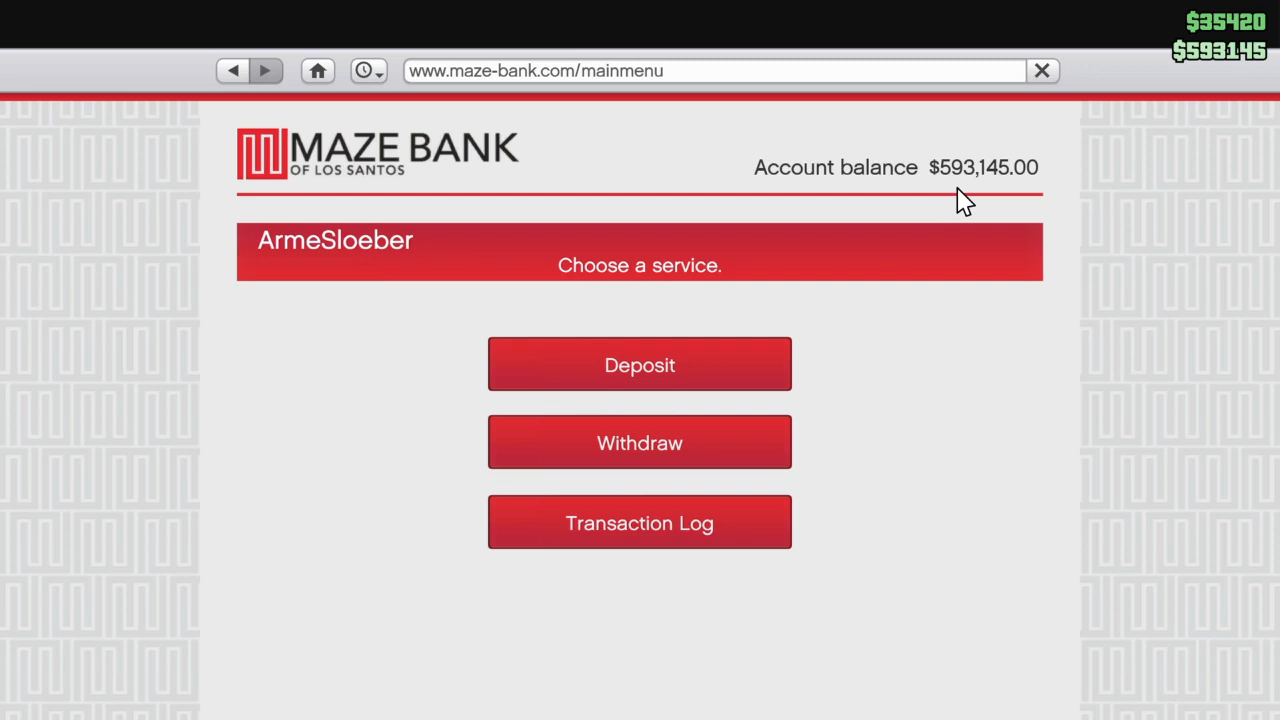 $35420
$593145
www.maze-bank.com/mainmenu
MAZE BANK
OF LOS SANTOS
Account balance $593,145.00
ArmeSloeber
Choose a service.
Deposit
Withdraw
Transaction Log